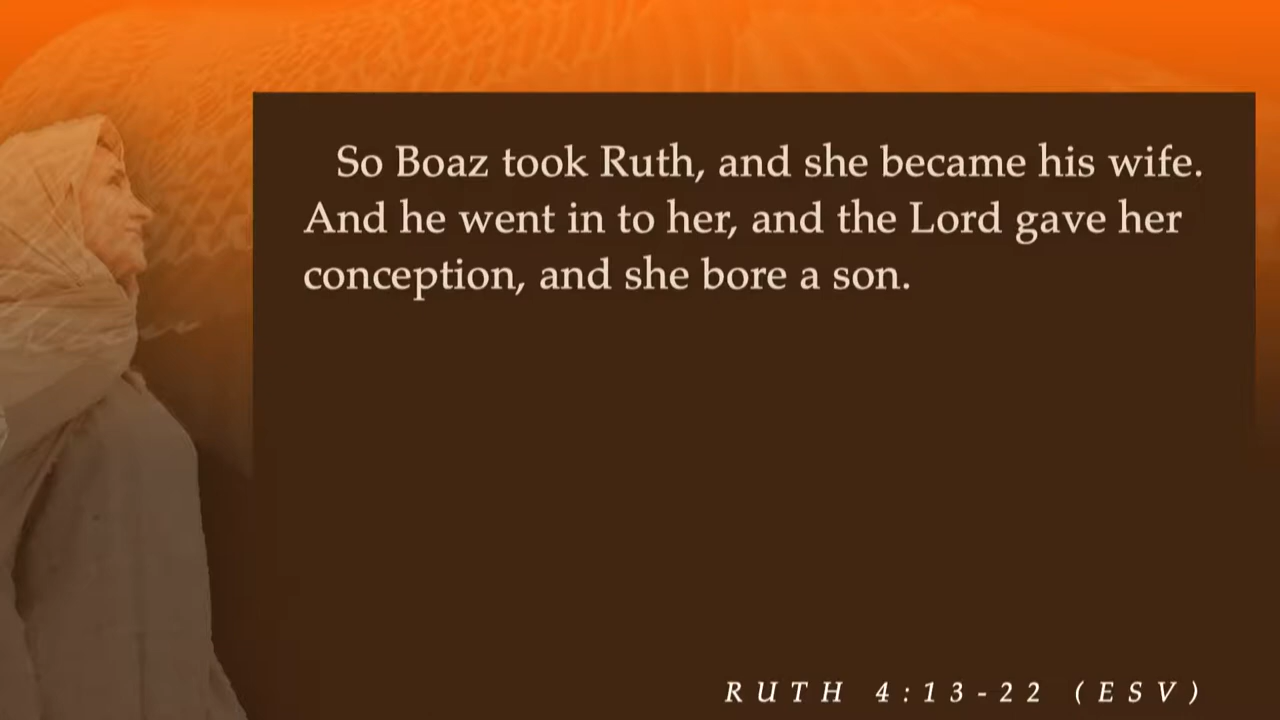 So Boaz took Ruth, and she became his wife.
And he went in to her, and the Lord gave her
conception, and she bore a son.
RUTH 4:13-22 (ESV)